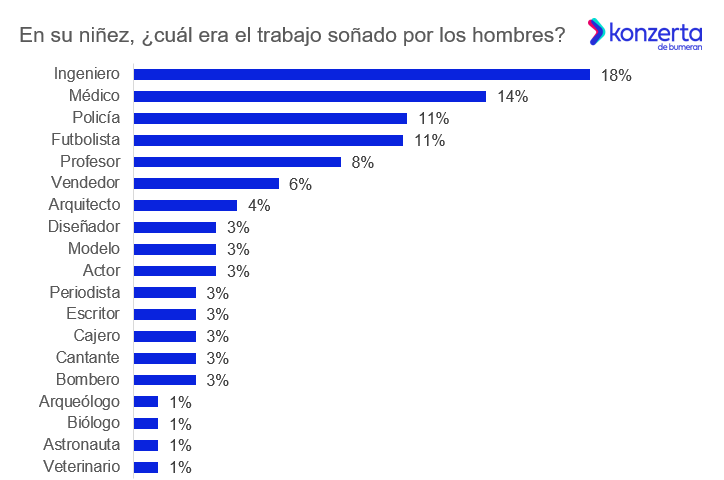 En su niñez, ¿cuál era el trabajo soñado por los hombres?
konzerta
de bumeran
Ingeniero 18%
Médico 14%
Policía 11%
Futbolista 11%
Profesor 8%
Vendedor 6%
Arquitecto 4%
Diseñador 3%
Modelo 3%
Actor 3%
Periodista 3%
Escritor 3%
Cajero 3%
Cantante 3%
Bombero 3%
Arqueólogo 1%
Biólogo 1%
Astronauta 1%
Veterinario 1%